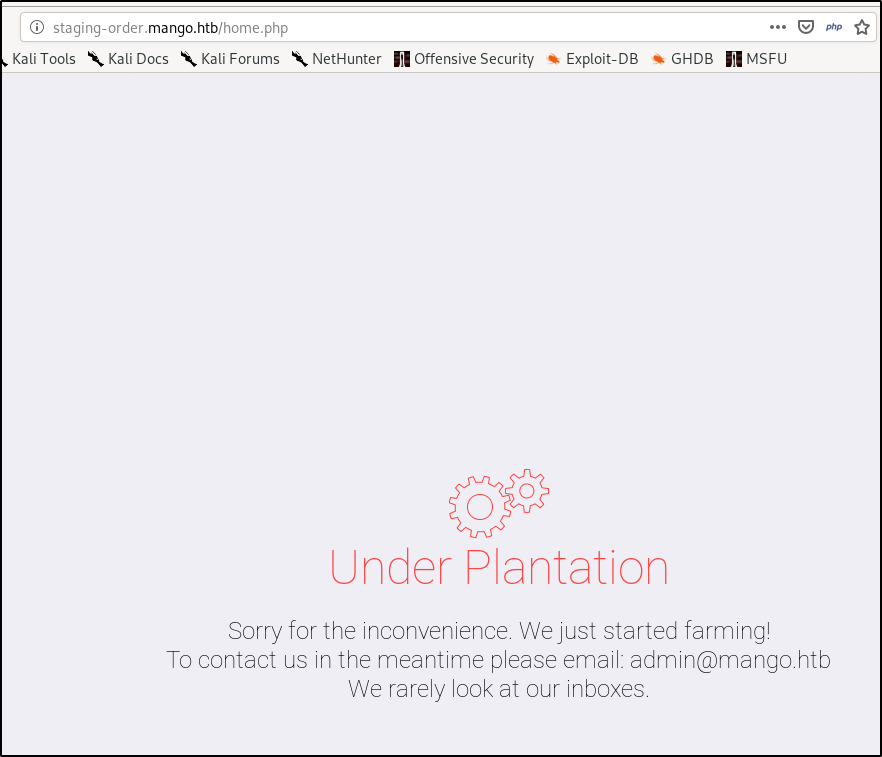 staging-order.mango.htb/home.php
php
Kali Tools Kali Docs Kali Forums NetHunter Offensive Security Exploit-DB GHDB MSFU
Under Plantation
Sorry for the inconvenience. We just started farming!
To contact us in the meantime please email: admin@mango.htb
We rarely look at our inboxes.